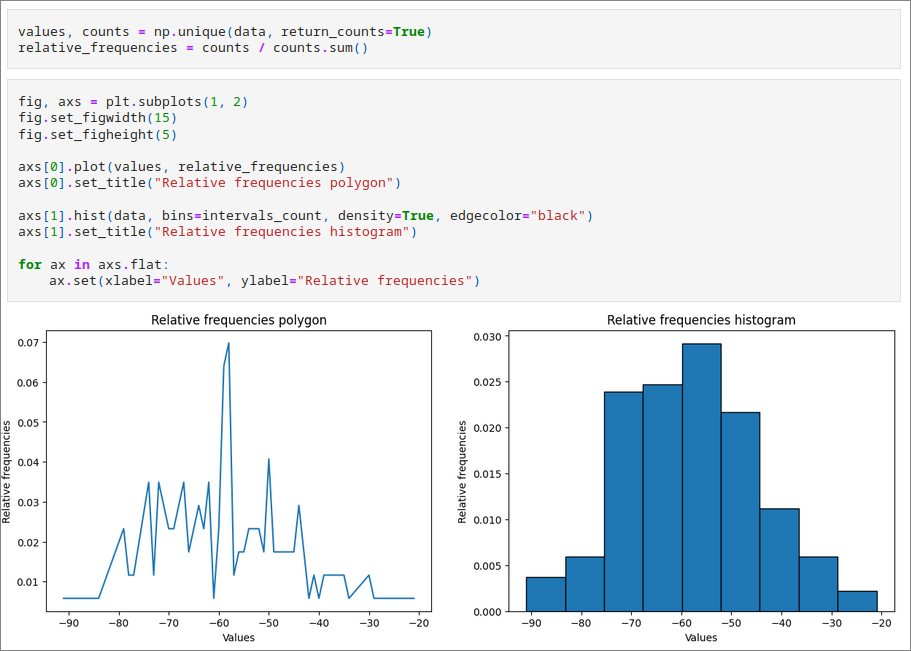 values, counts = np.unique(data, return_counts=True)
relative_frequencies = counts / counts.sum()
fig, axs = plt.subplots(1, 2)
fig.set_figwidth(15)
fig.set_figheight(5)
axs[0].plot(values, relative_frequencies)
axs[0].set_title("Relative frequencies polygon")
axs[1].hist(data, bins=intervals_count, density=True, edgecolor="black")
axs[1].set_title("Relative frequencies histogram")
for ax in axs.flat:
    ax.set(xlabel="Values", ylabel="Relative frequencies")
Relative frequencies polygon
0.07
0.06
0.05
0.04
0.03
0.02
0.01
Relative frequencies
−90 −80 −70 −60 −50 −40 −30 −20
Values
Relative frequencies histogram
0.030
0.025
0.020
0.015
0.010
0.005
0.000
Relative frequencies
−90 −80 −70 −60 −50 −40 −30 −20
Values